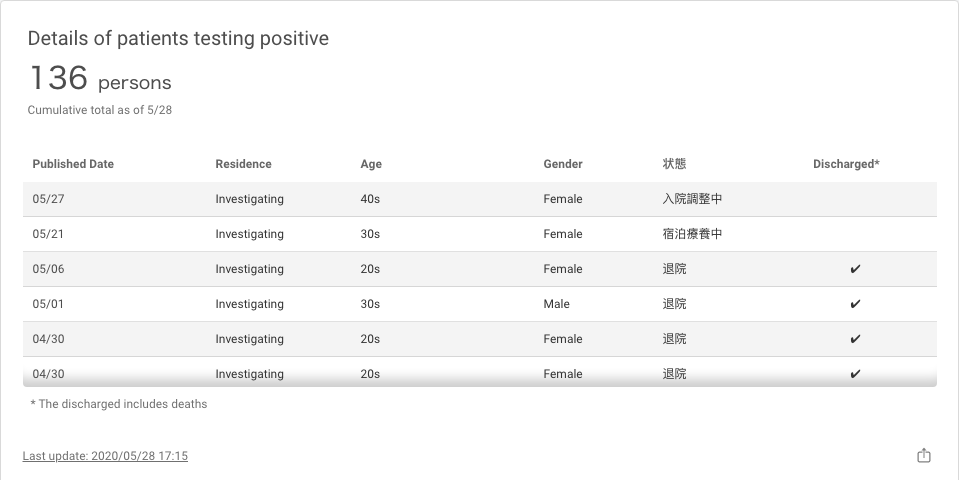 Details of patients testing positive
136 persons
Cumulative total as of 5/28
Published Date Residence Age Gender 状態 Discharged*
05/27 Investigating 40s Female 入院調整中
05/21 Investigating 30s Female 宿泊療養中
05/06 Investigating 20s Female 退院 ✔
05/01 Investigating 30s Male 退院 ✔
04/30 Investigating 20s Female 退院 ✔
04/30 Investigating 20s Female 退院 ✔
* The discharged includes deaths
Last update: 2020/05/28 17:15